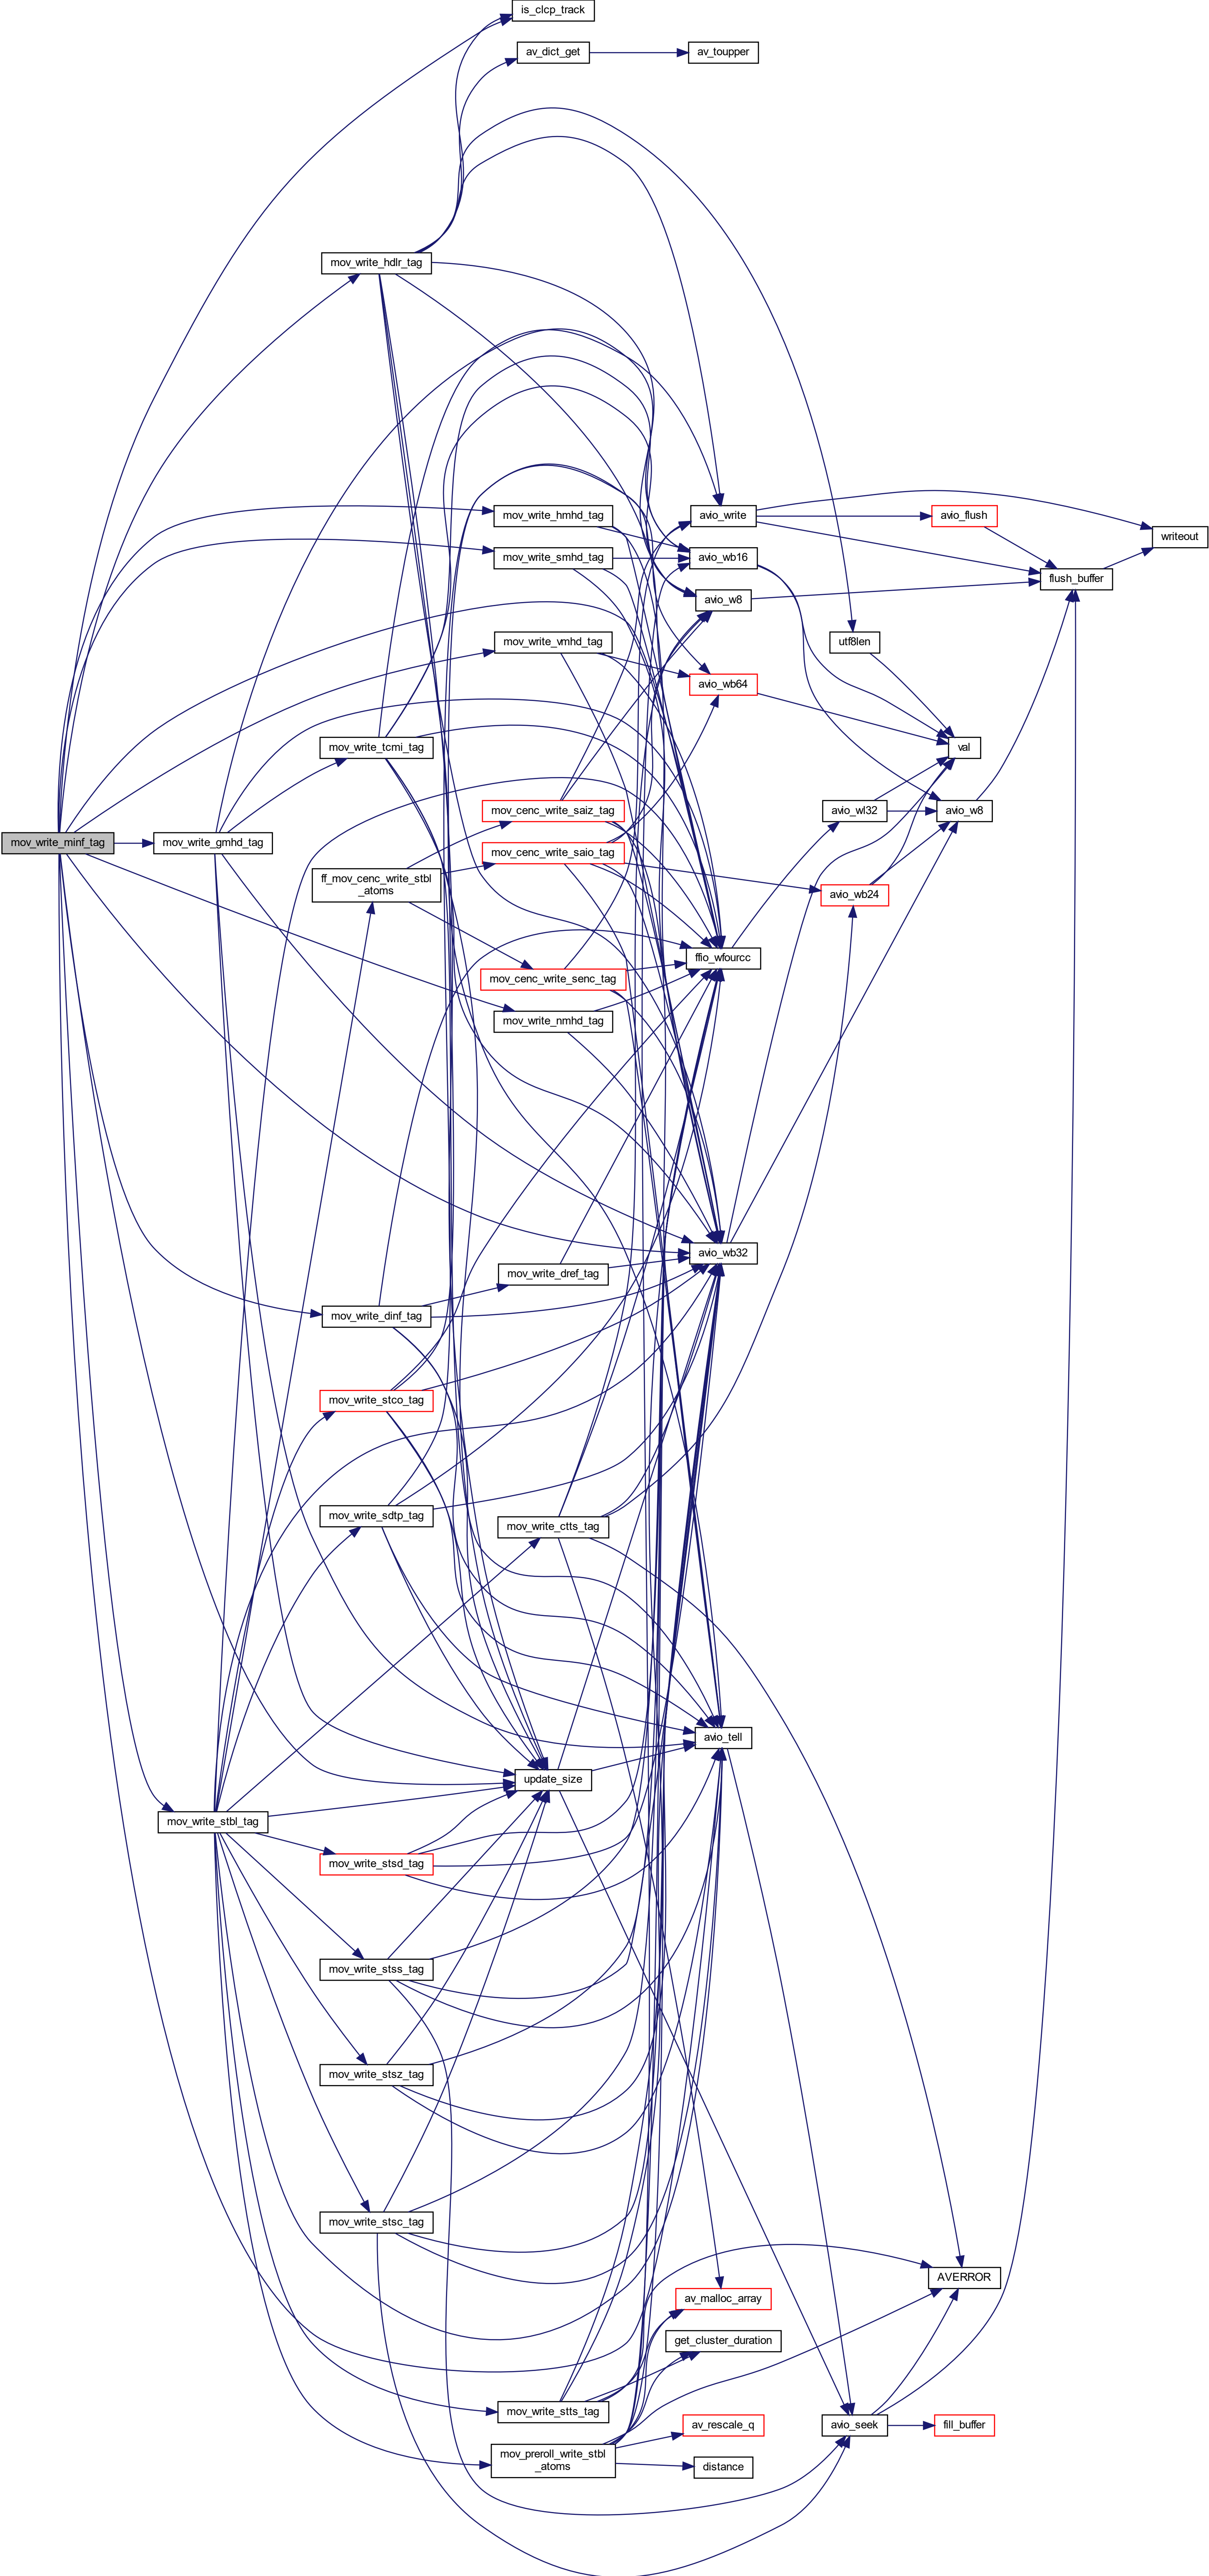 is_clcp_track
av_dict_get
av_toupper
mov_write_hdlr_tag
mov_write_hmhd_tag
avio_write
avio_flush
writeout
mov_write_smhd_tag
avio_wb16
flush_buffer
avio_w8
mov_write_vmhd_tag
utf8len
avio_wb64
mov_write_tcmi_tag
val
mov_cenc_write_saiz_tag
avio_wl32
avio_w8
mov_write_minf_tag
mov_write_gmhd_tag
mov_cenc_write_saio_tag
ff_mov_cenc_write_stbl
_atoms
avio_wb24
ffio_wfourcc
mov_cenc_write_senc_tag
mov_write_nmhd_tag
avio_wb32
mov_write_dref_tag
mov_write_dinf_tag
mov_write_stco_tag
mov_write_sdtp_tag
mov_write_ctts_tag
avio_tell
update_size
mov_write_stbl_tag
mov_write_stsd_tag
mov_write_stss_tag
mov_write_stsz_tag
mov_write_stsc_tag
AVERROR
av_malloc_array
get_cluster_duration
mov_write_stts_tag
av_rescale_q
avio_seek
fill_buffer
mov_preroll_write_stbl
_atoms
distance